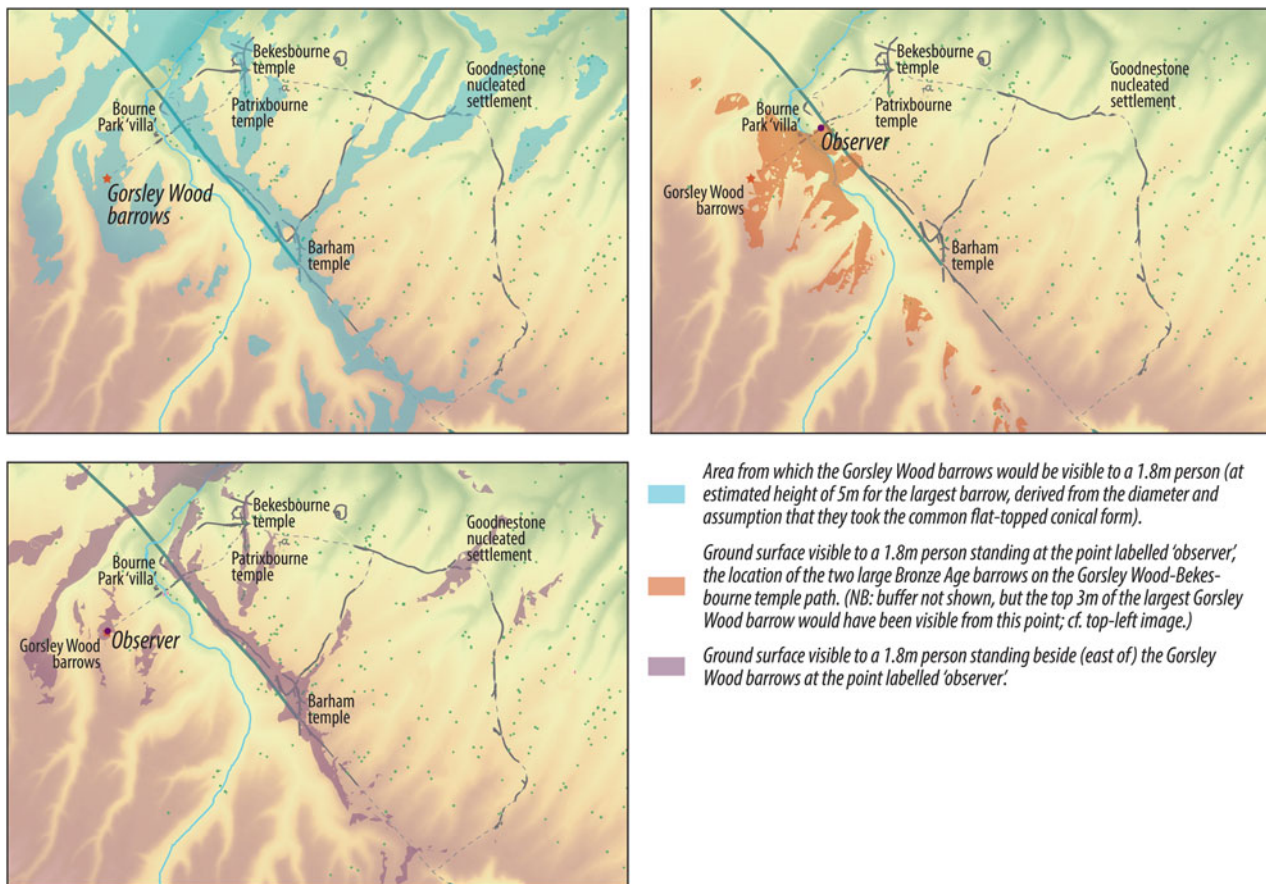 Bekesbourne
temple
Goodnestone
nucleated
settlement
Bourne
Park 'villa'
Patrixbourne
temple
Gorsley Wood
barrows
Barham
temple
Bekesbourne
temple
Goodnestone
nucleated
settlement
Bourne
Park 'villa'
Patrixbourne
temple
Observer
Gorsley Wood
barrows
Barham
temple
Bekesbourne
temple
Goodnestone
nucleated
settlement
Bourne
Park 'villa'
Patrixbourne
temple
Observer
Gorsley Wood
barrows
Barham
temple
Area from which the Gorsley Wood barrows would be visible to a 1.8m person (at
estimated height of 5m for the largest barrow, derived from the diameter and
assumption that they took the common flat-topped conical form).
Ground surface visible to a 1.8m person standing at the point labelled 'observer',
the location of the two large Bronze Age barrows on the Gorsley Wood-Bekes-
bourne temple path. (NB: buffer not shown, but the top 3m of the largest Gorsley
Wood barrow would have been visible from this point; cf. top-left image.)
Ground surface visible to a 1.8m person standing beside (east of) the Gorsley
Wood barrows at the point labelled 'observer'.